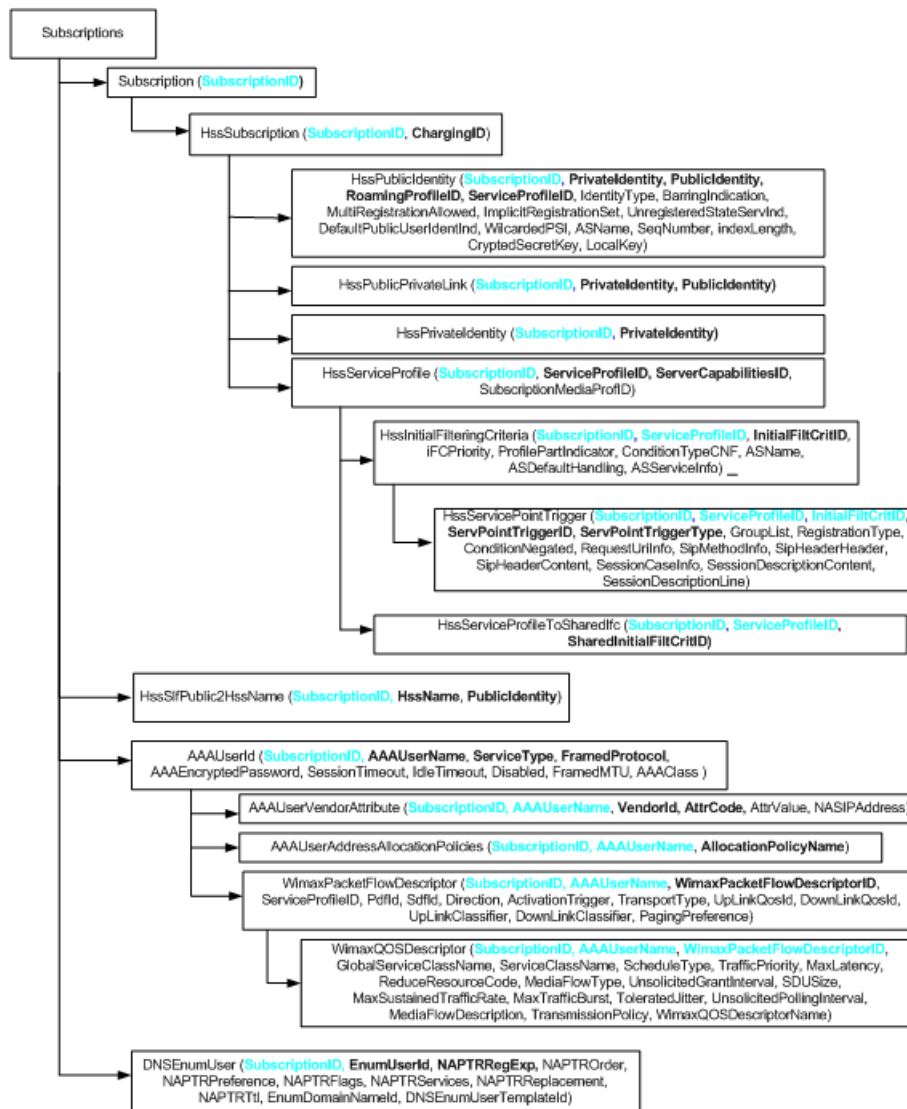 Subscriptions
Subscription (SubscriptionID)
HssSubscription (SubscriptionID, ChargingID)
HssPublicIdentity (SubscriptionID, PrivateIdentity, PublicIdentity,
RoamingProfileID, ServiceProfileID, IdentityType, BarringIndication,
MultiRegistrationAllowed, ImplicitRegistrationSet, UnregisteredStateServInd,
DefaultPublicUserIdentInd, WilcardedPSI, ASName, SeqNumber, indexLength,
CryptedSecretKey, LocalKey)
HssPublicPrivateLink (SubscriptionID, PrivateIdentity, PublicIdentity)
HssPrivateIdentity (SubscriptionID, PrivateIdentity)
HssServiceProfile (SubscriptionID, ServiceProfileID, ServerCapabilitiesID,
SubscriptionMediaProfID)
HssInitialFilteringCriteria (SubscriptionID, ServiceProfileID, InitialFiltCritID,
iFCPriority, ProfilePartIndicator, ConditionTypeCNF, ASName,
ASDefaultHandling, ASServiceInfo) _
HssServicePointTrigger (SubscriptionID, ServiceProfileID, InitialFiltCritID,
ServPointTriggerID, ServPointTriggerType, GroupList, RegistrationType,
ConditionNegated, RequestUriInfo, SipMethodInfo, SipHeaderHeader,
SipHeaderContent, SessionCaseInfo, SessionDescriptionContent,
SessionDescriptionLine)
HssServiceProfileToSharedIfc (SubscriptionID, ServiceProfileID,
SharedInitialFiltCritID)
HssSlfPublic2HssName (SubscriptionID, HssName, PublicIdentity)
AAAUserId (SubscriptionID, AAAUserName, ServiceType, FramedProtocol,
AAAEncryptedPassword, SessionTimeout, IdleTimeout, Disabled, FramedMTU, AAAClass )
AAAUserVendorAttribute (SubscriptionID, AAAUserName, VendorId, AttrCode, AttrValue, NASIPAddress)
AAAUserAddressAllocationPolicies (SubscriptionID, AAAUserName, AllocationPolicyName)
WimaxPacketFlowDescriptor (SubscriptionID, AAAUserName, WimaxPacketFlowDescriptorID,
ServiceProfileID, PdfId, SdfId, Direction, ActivationTrigger, TransportType, UpLinkQosId, DownLinkQosId,
UpLinkClassifier, DownLinkClassifier, PagingPreference)
WimaxQOSDescriptor (SubscriptionID, AAAUserName, WimaxPacketFlowDescriptorID,
GlobalServiceClassName, ServiceClassName, ScheduleType, TrafficPriority, MaxLatency,
ReduceResourceCode, MediaFlowType, UnsolicitedGrantInterval, SDUSize,
MaxSustainedTrafficRate, MaxTrafficBurst, ToleratedJitter, UnsolicitedPollingInterval,
MediaFlowDescription, TransmissionPolicy, WimaxQOSDescriptorName)
DNSEnumUser (SubscriptionID, EnumUserId, NAPTRRegExp, NAPTROrder,
NAPTRPreference, NAPTRFlags, NAPTRServices, NAPTRReplacement,
NAPTRTtl, EnumDomainNameId, DNSEnumUserTemplateId)